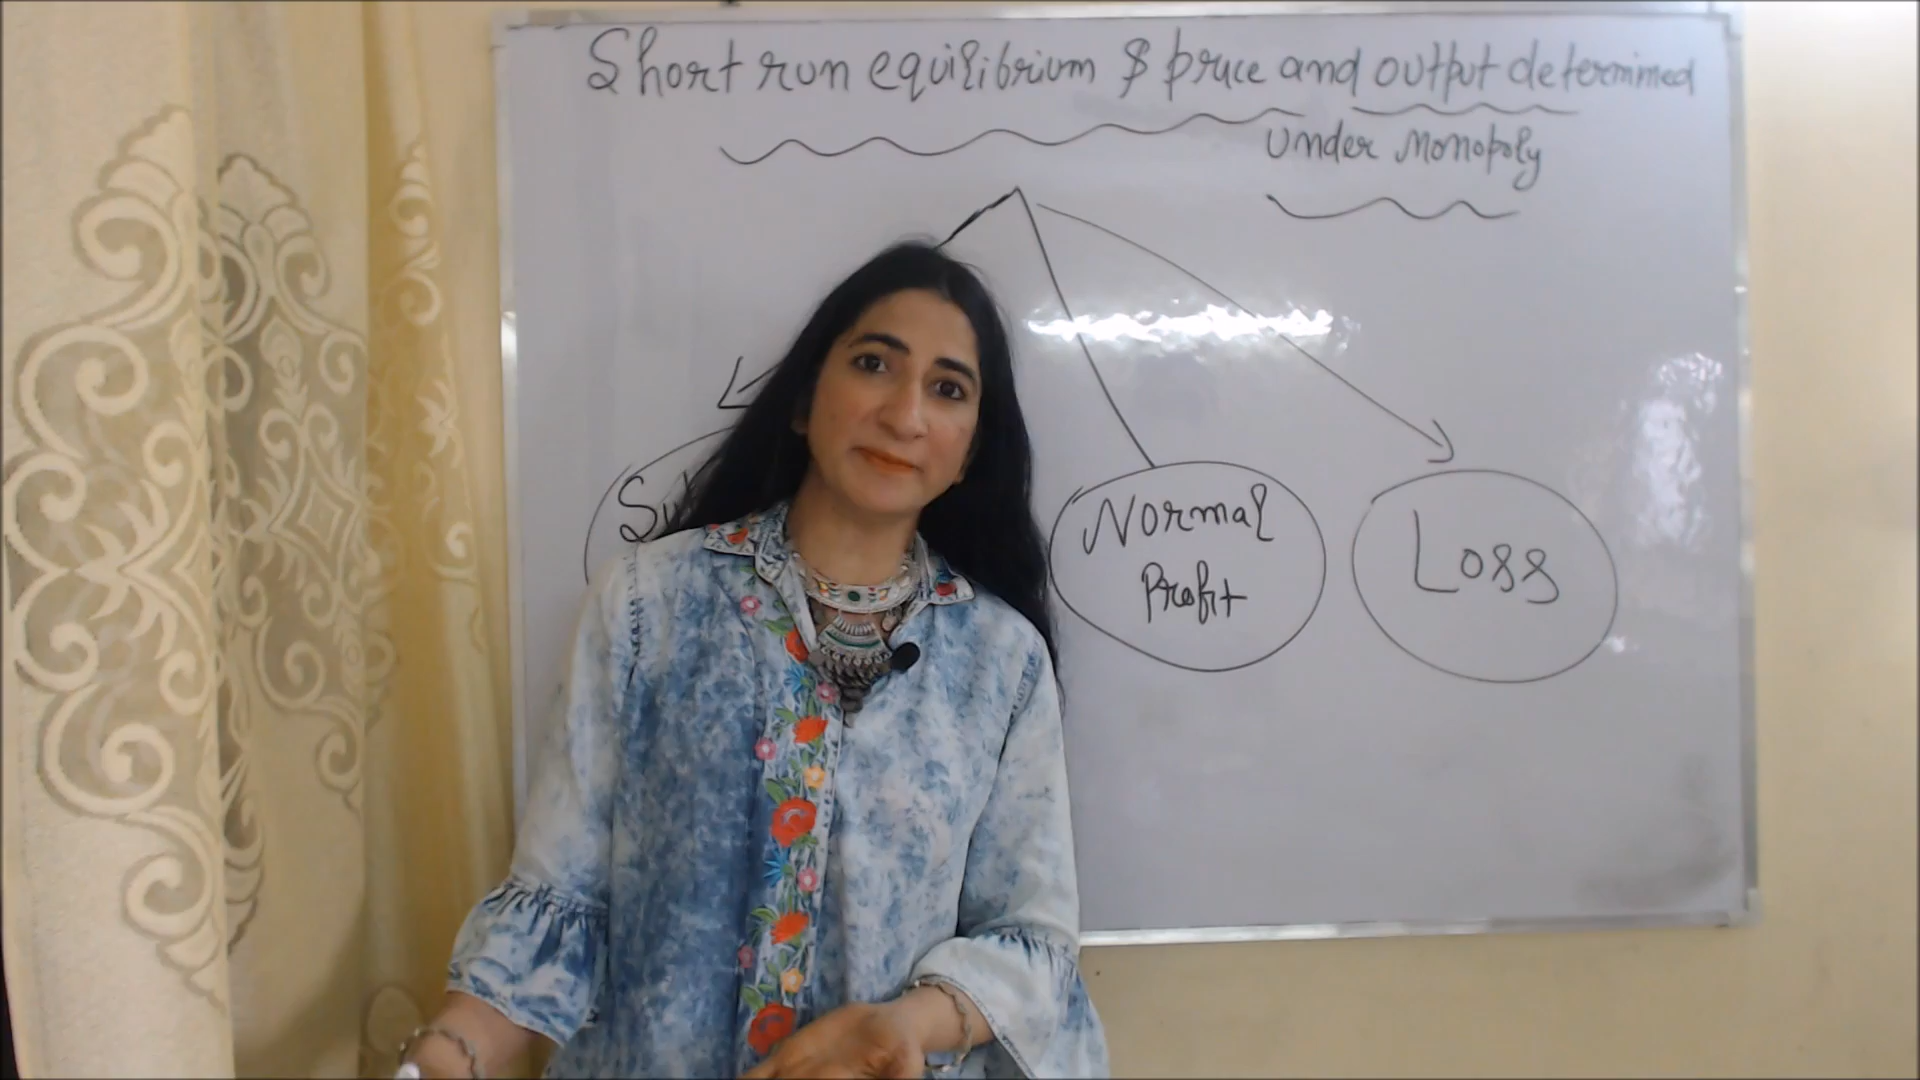 Short run equilibrium $ price and output determined
under Monopoly
Normal
Profit
Loss